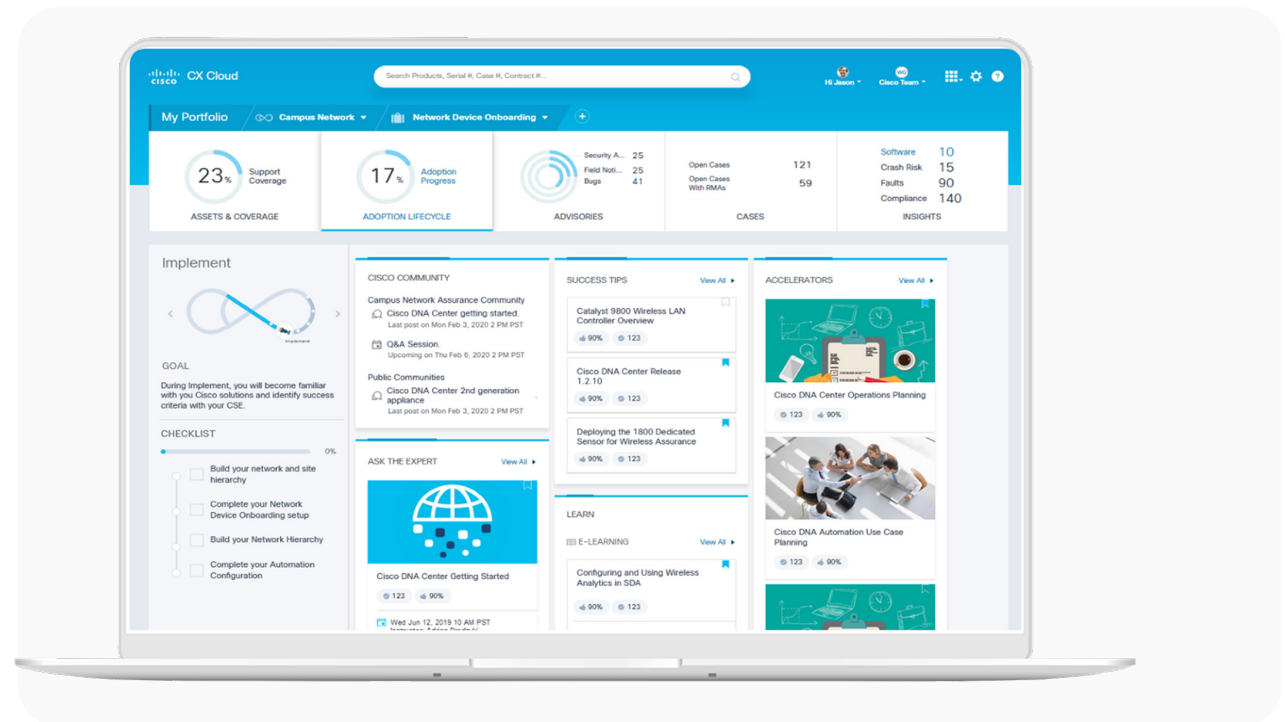 CISCO
CX Cloud
Search Products, Serial #, Case #, Contract #...
Hi Jason
WG
Cisco Team
?
My Portfolio
Campus Network
Network Device Onboarding
+
23%
Support
Coverage
ASSETS & COVERAGE
17%
Adoption
Progress
ADOPTION LIFECYCLE
Security A... 25
Field Noti... 25
Bugs 41
ADVISORIES
Open Cases 121
Open Cases
With RMAs 59
CASES
Software 10
Crash Risk 15
Faults 90
Compliance 140
INSIGHTS
Implement
Implement
GOAL
During Implement, you will become familiar
with you Cisco solutions and identify success
criteria with your CSE.
CHECKLIST
0%
Build your network and site
hierarchy
Complete your Network
Device Onboarding setup
Build your Network Hierarchy
Complete your Automation
Configuration
CISCO COMMUNITY
Campus Network Assurance Community
Cisco DNA Center getting started.
Last post on Mon Feb 3, 2020 2 PM PST
Q&A Session.
Upcoming on Thu Feb 6, 2020 2 PM PST
Public Communities
Cisco DNA Center 2nd generation
appliance
Last post on Mon Feb 3, 2020 2 PM PST
ASK THE EXPERT
View All
Cisco DNA Center Getting Started
123 90%
Wed Jun 12, 2019 10 AM PST
SUCCESS TIPS
View All
Catalyst 9800 Wireless LAN
Controller Overview
90% 123
Cisco DNA Center Release
1.2.10
90% 123
Deploying the 1800 Dedicated
Sensor for Wireless Assurance
90% 123
LEARN
E-LEARNING
View All
Configuring and Using Wireless
Analytics in SDA
90% 123
ACCELERATORS
View All
Cisco DNA Center Operations Planning
123 90%
Cisco DNA Automation Use Case
Planning
123 90%